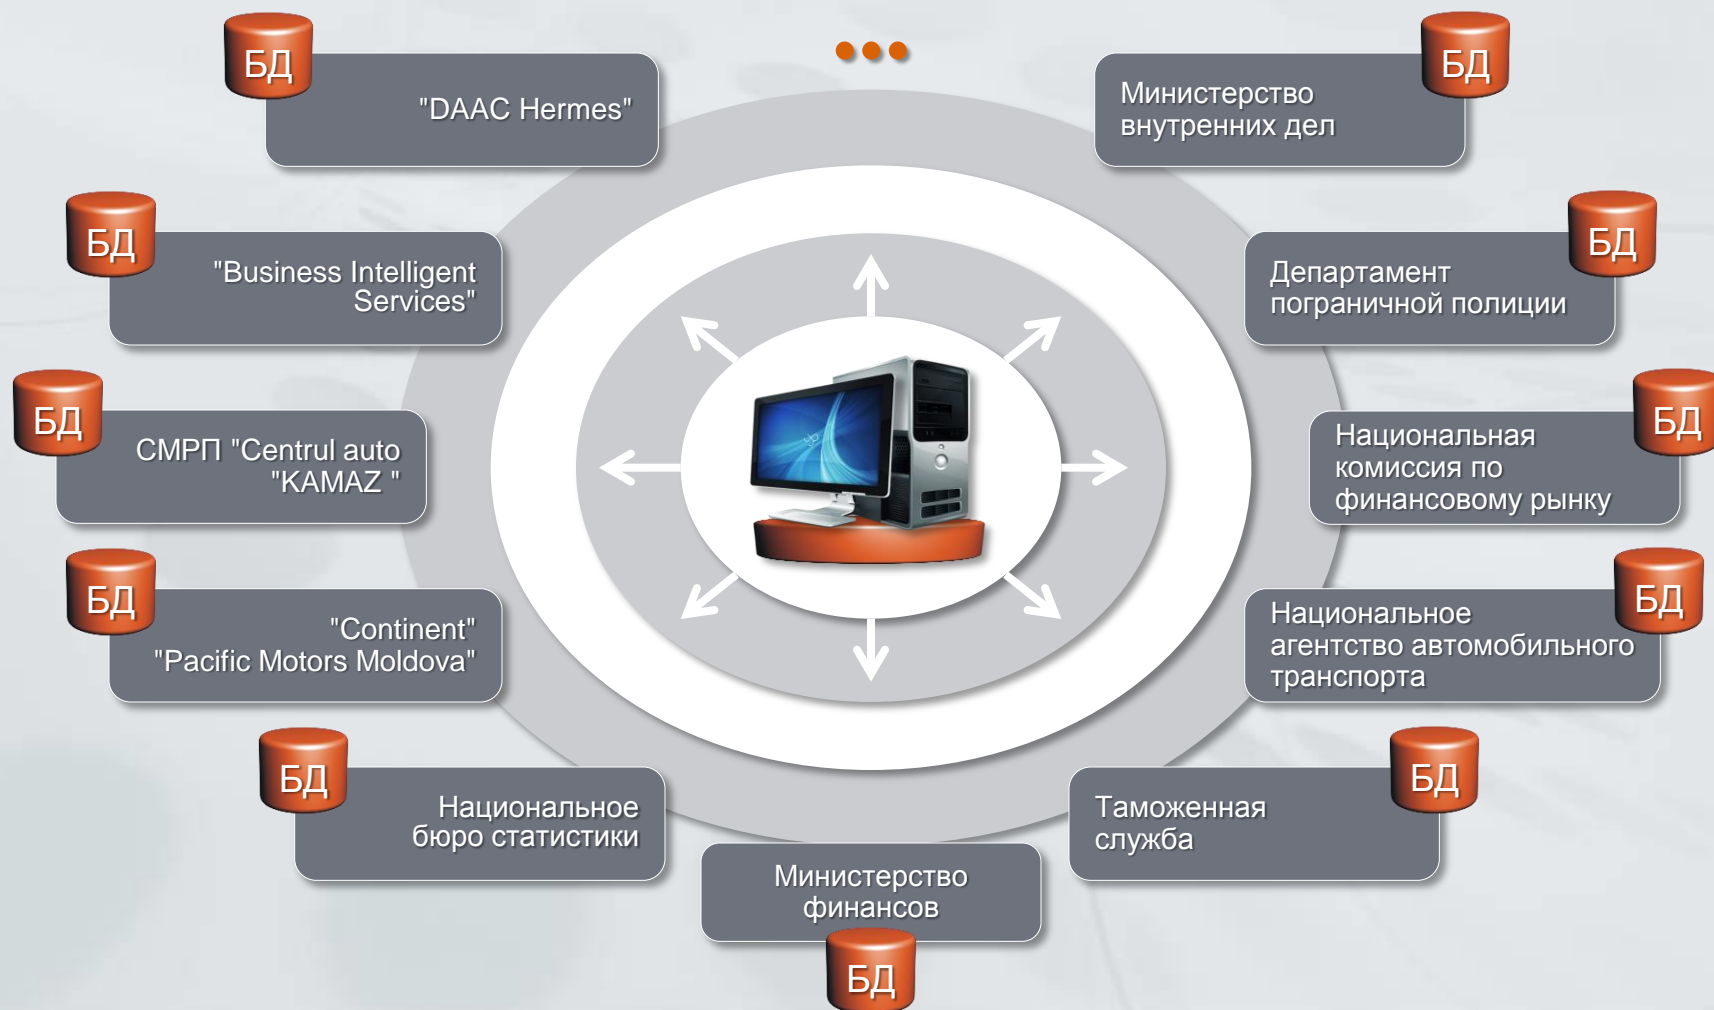 БД
"DAAC Hermes"
БД
"Business Intelligent
Services"
БД
СМРП "Centrul auto
"KAMAZ "
БД
"Continent"
"Pacific Motors Moldova"
БД
Национальное
бюро статистики
Министерство
финансов
БД
БД
Министерство
внутренних дел
БД
Департамент
пограничной полиции
БД
Национальная
комиссия по
финансовому рынку
БД
Национальное
агентство автомобильного
транспорта
БД
Таможенная
служба